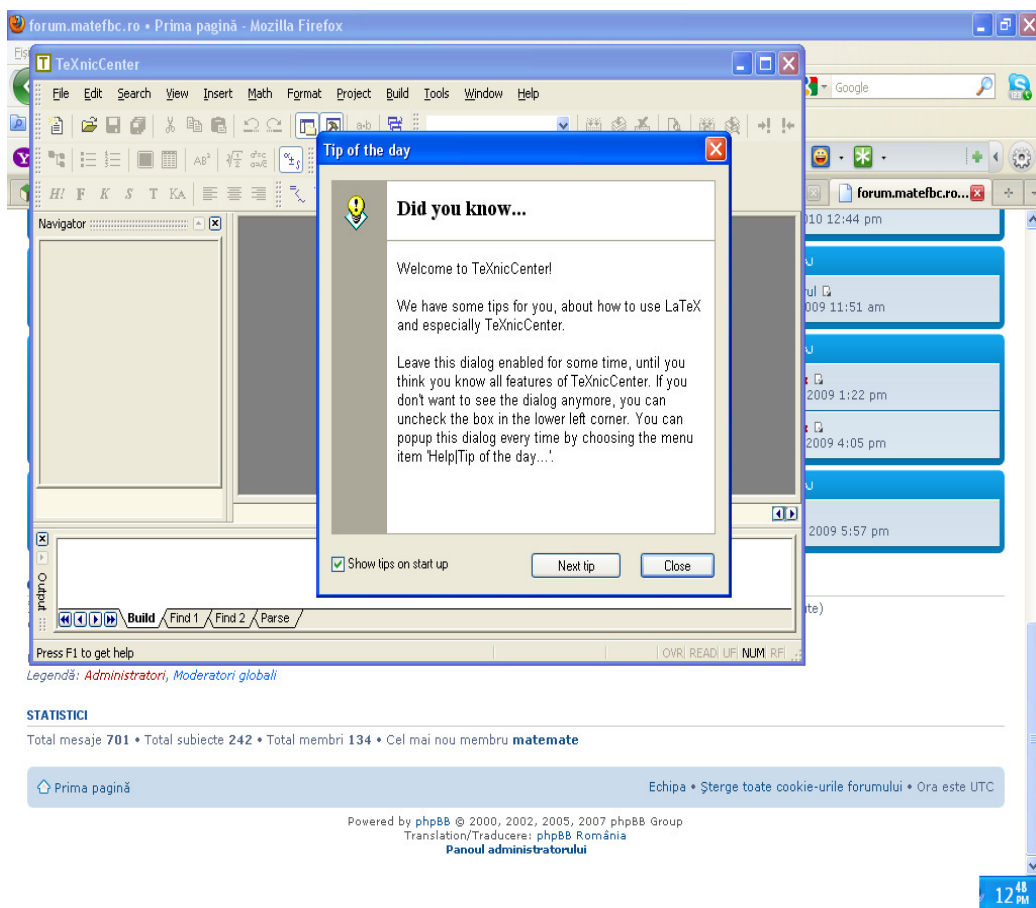 forum.matefbc.ro • Prima pagină - Mozilla Firefox
TeXnicCenter
File Edit Search View Insert Math Format Project Build Tools Window Help
Google
Tip of the day
forum.matefbc.ro...
Navigator
Did you know...
Welcome to TeXnicCenter!
We have some tips for you, about how to use LaTeX
and especially TeXnicCenter.
Leave this dialog enabled for some time, until you
think you know all features of TeXnicCenter. If you
don't want to see the dialog anymore, you can
uncheck the box in the lower left corner. You can
popup this dialog every time by choosing the menu
item 'Help|Tip of the day...'.
12:44 pm
11:51 am
2009 1:22 pm
2009 4:05 pm
2009 5:57 pm
Show tips on start up
Next tip
Close
Output
Build Find 1 Find 2 Parse
Press F1 to get help
OVR READ UF NUM RF
Legendă: Administratori, Moderatori globali
STATISTICI
Total mesaje 701 • Total subiecte 242 • Total membri 134 • Cel mai nou membru matemate
Prima pagină
Echipa • Şterge toate cookie-urile forumului • Ora este UTC
Powered by phpBB © 2000, 2002, 2005, 2007 phpBB Group
Translation/Traducere: phpBB România
Panoul administratorului
12 48 PM